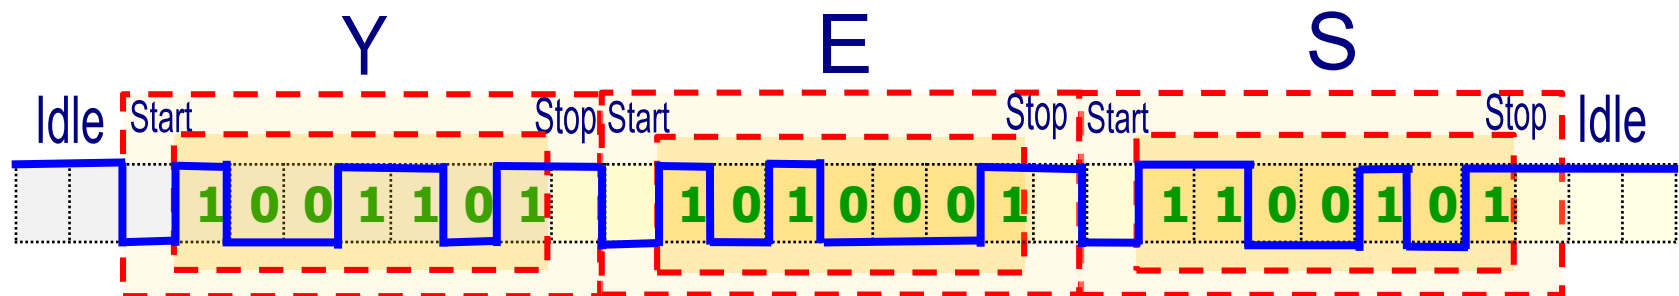 Y E S
Idle Start Stop Start Stop Start Stop Idle
1 0 0 1 1 0 1 1 0 1 0 0 0 1 1 1 0 0 1 0 1